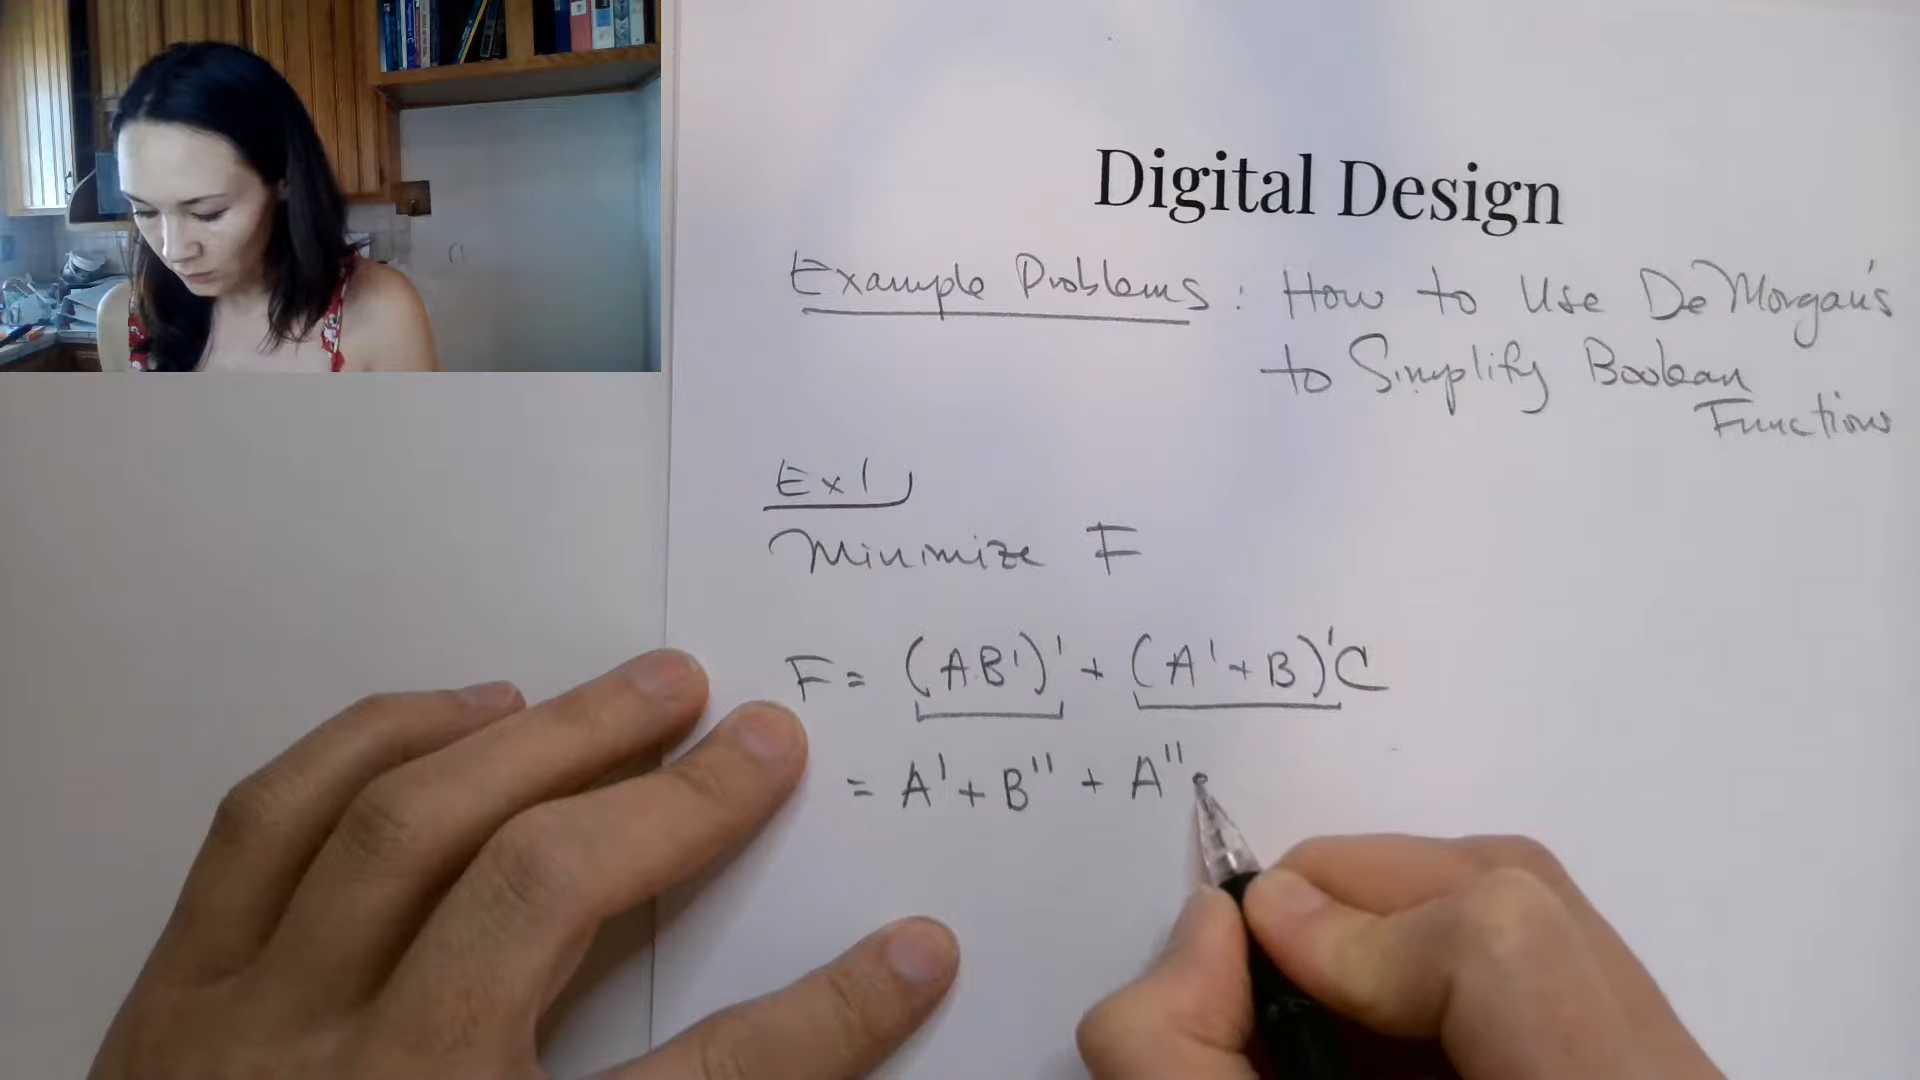 Digital Design
Example Problems : How to Use DeMorgan's
to Simplify Boolean
Functions
Ex 1
Minimize F
F = (AB')' + (A' + B)'C
= A' + B'' + A''·